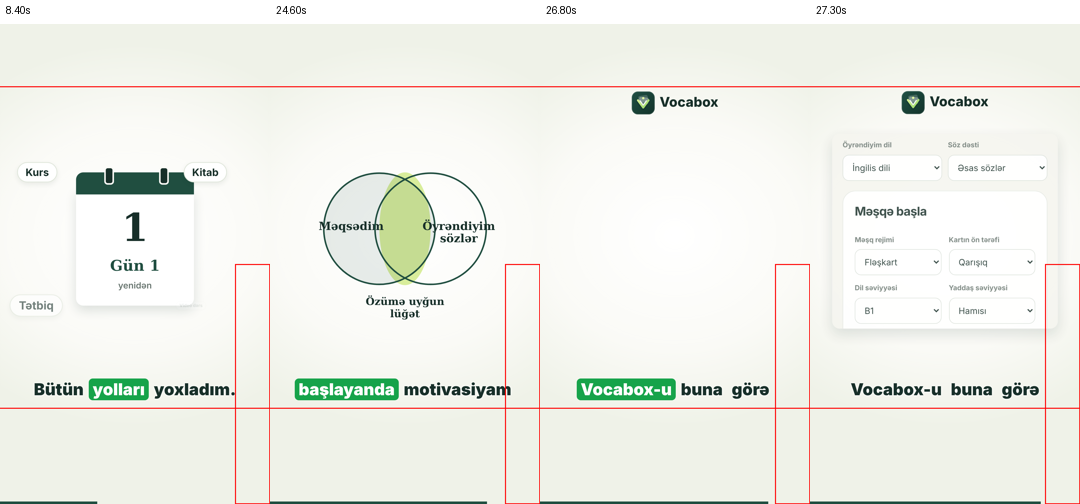 8.40s
24.60s
26.80s
27.30s
Kurs
Kitab
1
Gün 1
yenidən
Tətbiq
Bütün yolları yoxladım.
Məqsədim
Öyrəndiyim
sözlər
Özümə uyğun
lüğət
başlayanda motivasiyam
Vocabox
Vocabox-u buna görə
Vocabox
Öyrəndiyim dil
Söz dəsti
İngilis dili
Əsas sözlər
Məşqə başla
Məşq rejimi
Kartın ön tərəfi
Fləşkart
Qarışıq
Dil səviyyəsi
Yaddaş səviyyəsi
B1
Hamısı
Vocabox-u buna görə